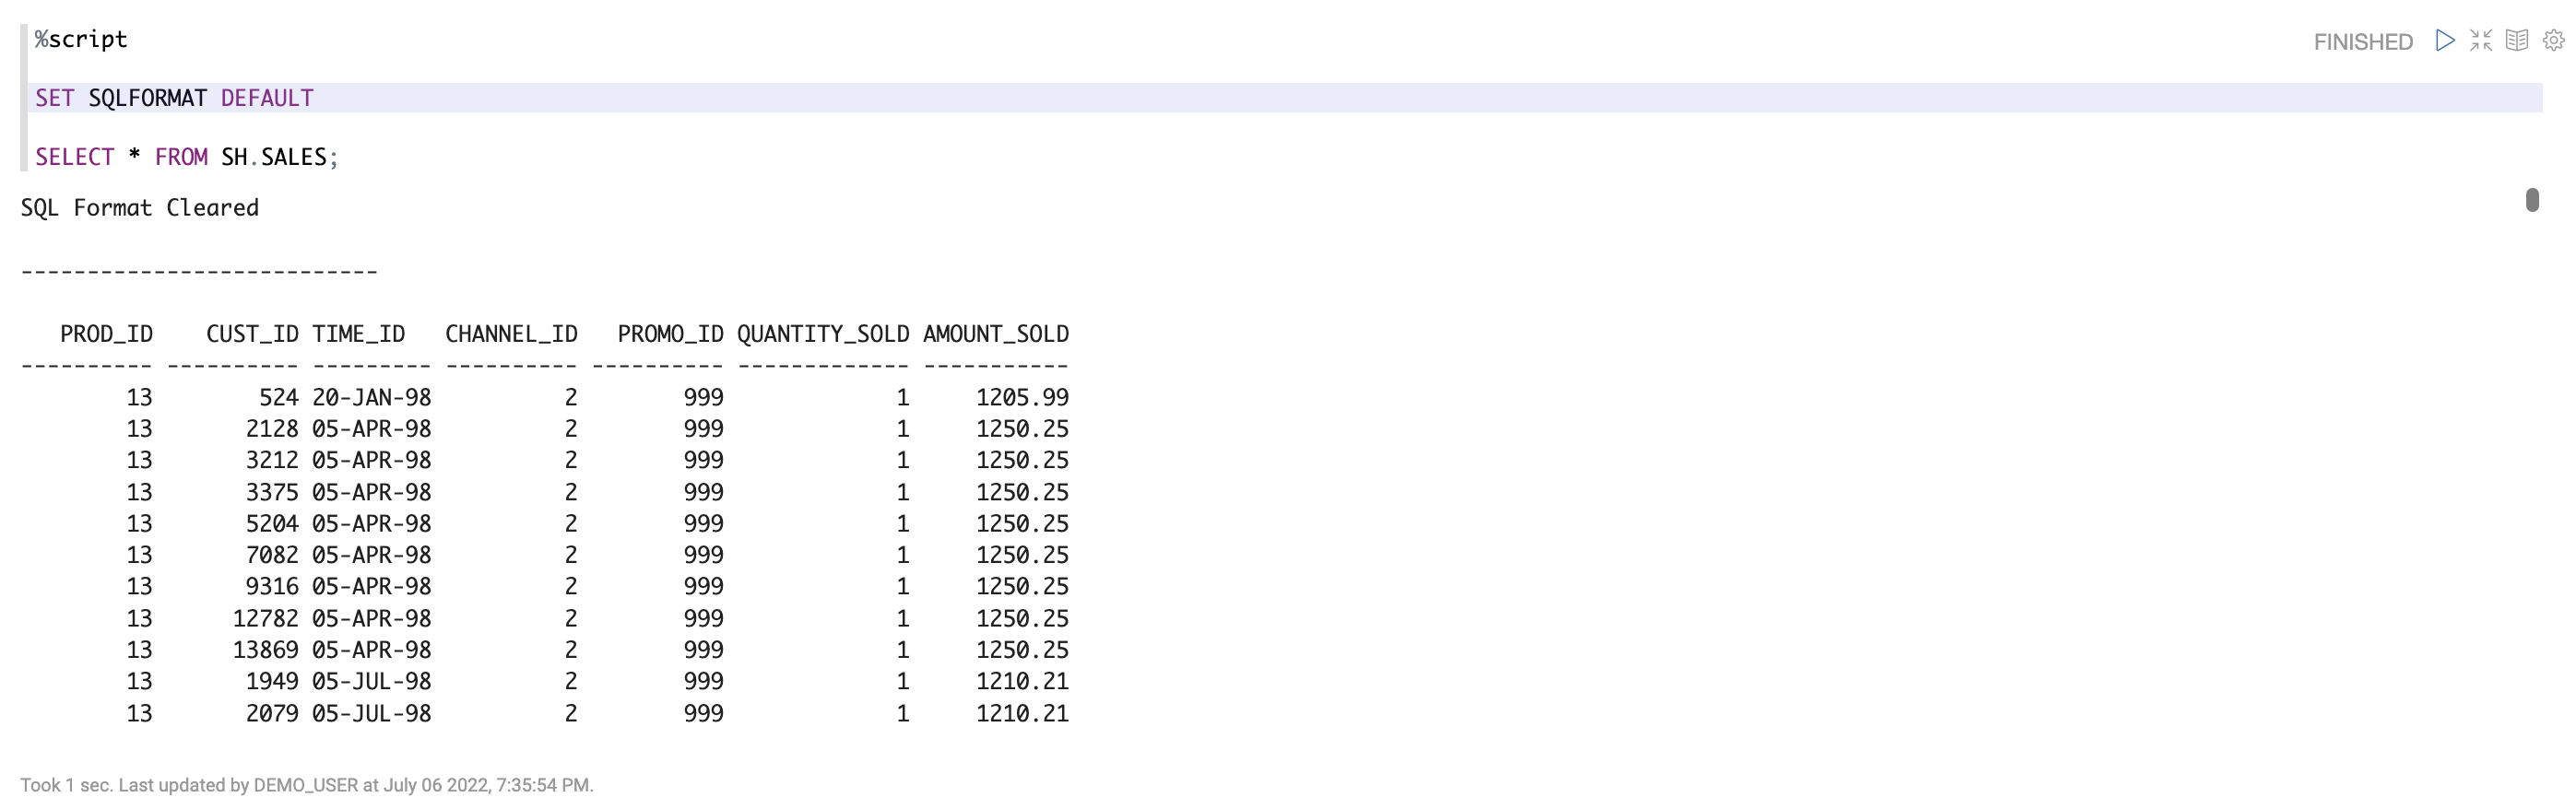 %script
FINISHED
SET SQLFORMAT DEFAULT
SELECT * FROM SH.SALES;
SQL Format Cleared
---------------------------
PROD_ID CUST_ID TIME_ID CHANNEL_ID PROMO_ID QUANTITY_SOLD AMOUNT_SOLD
---------- ---------- --------- ---------- ---------- ------------- -----------
13 524 20-JAN-98 2 999 1 1205.99
13 2128 05-APR-98 2 999 1 1250.25
13 3212 05-APR-98 2 999 1 1250.25
13 3375 05-APR-98 2 999 1 1250.25
13 5204 05-APR-98 2 999 1 1250.25
13 7082 05-APR-98 2 999 1 1250.25
13 9316 05-APR-98 2 999 1 1250.25
13 12782 05-APR-98 2 999 1 1250.25
13 13869 05-APR-98 2 999 1 1250.25
13 1949 05-JUL-98 2 999 1 1210.21
13 2079 05-JUL-98 2 999 1 1210.21
Took 1 sec. Last updated by DEMO_USER at July 06 2022, 7:35:54 PM.